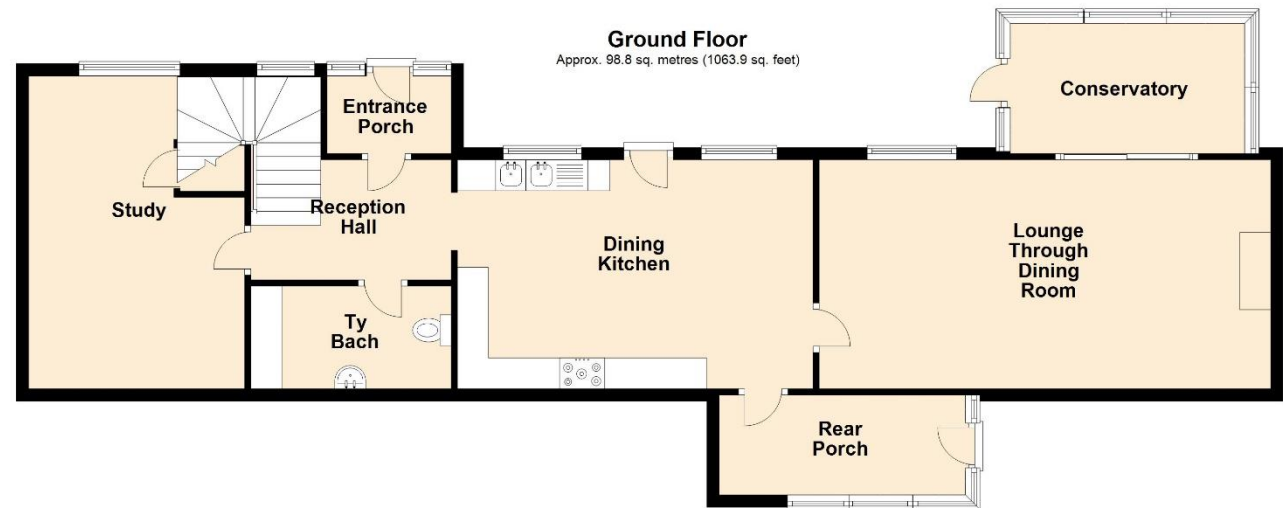 Ground Floor
Approx. 98.8 sq. metres (1063.9 sq. feet)
Entrance
Porch
Conservatory
Study
Reception
Hall
Dining
Kitchen
Lounge
Through
Dining
Room
Ty
Bach
Rear
Porch